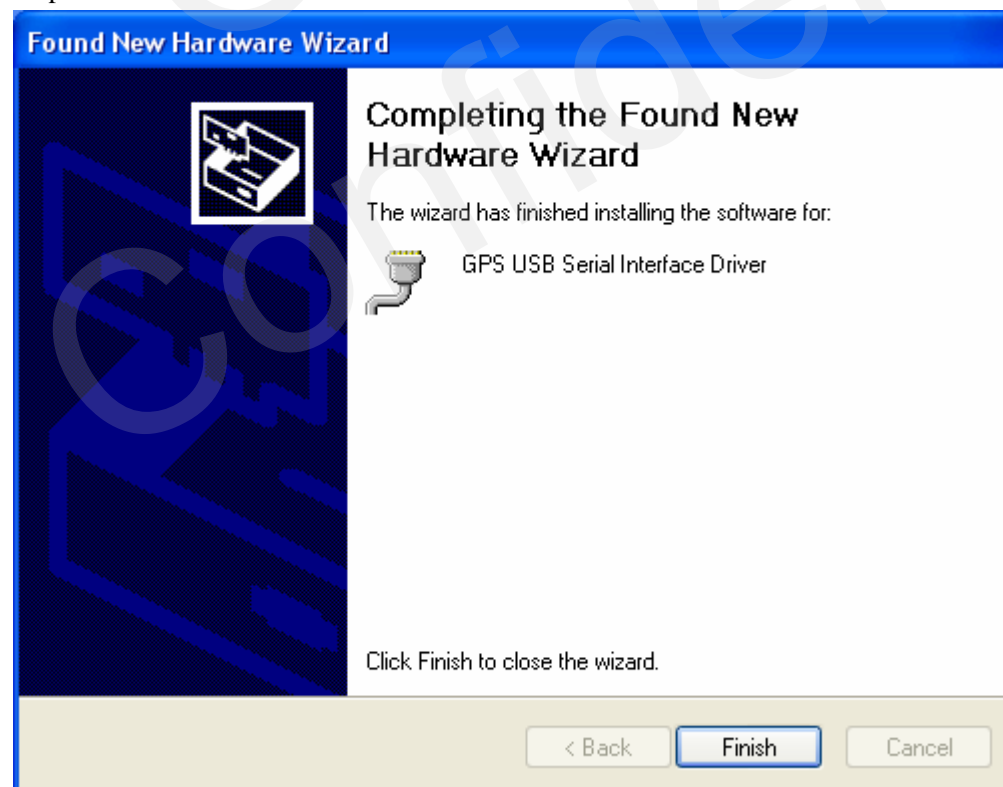 Found New Hardware Wizard
Completing the Found New
Hardware Wizard
The wizard has finished installing the software for:
GPS USB Serial Interface Driver
Click Finish to close the wizard.
< Back Finish Cancel